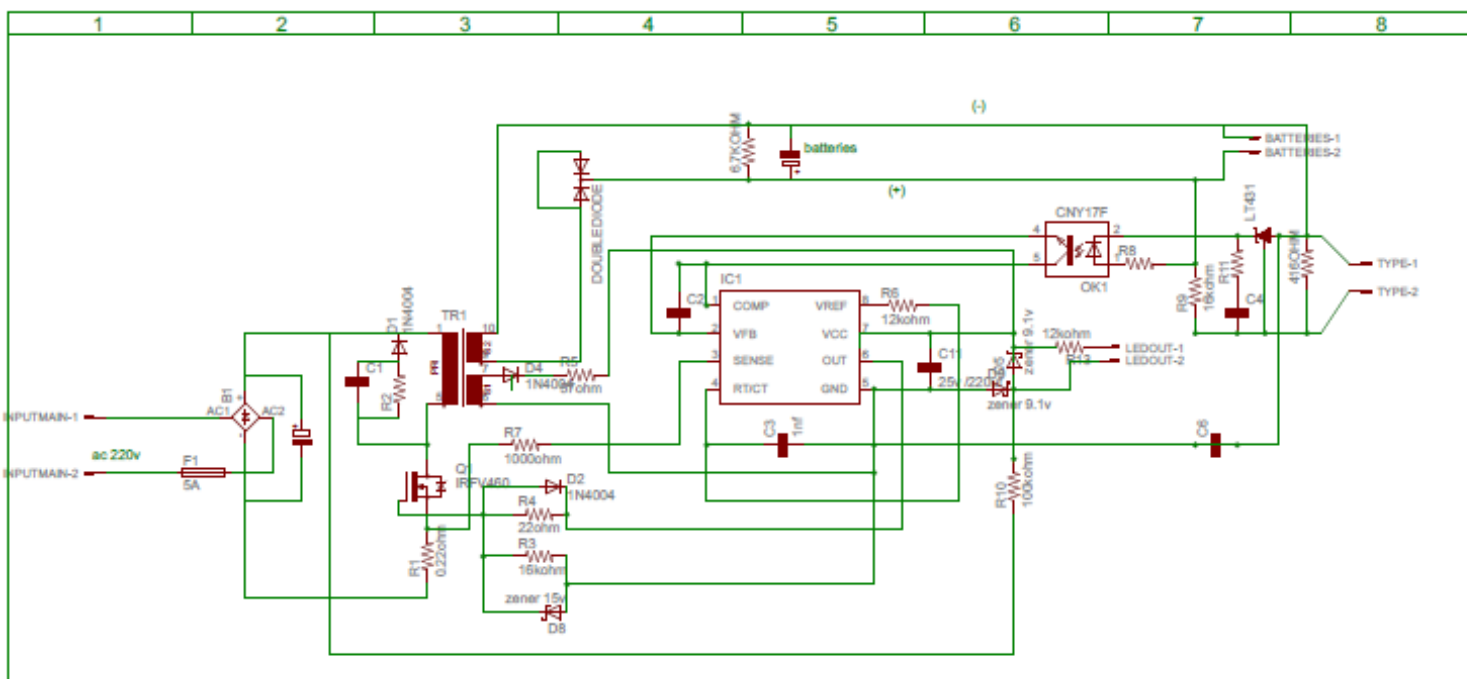 1 2 3 4 5 6 7 8
(-)
BATTERIES-1
BATTERIES-2
6.7KOHM
batteries
DOUBLEDIODE
(+)
CNY17F
4 2
5 1
OK1
LT431
R8
R9
16kohm
R11
C4
416OHM
TYPE-1
TYPE-2
D1
1N4004
TR1
1 10
PRI
7
C1
R2
D4
1N4004
R5
C2
IC1
1 COMP VREF 8
2 VFB VCC 7
3 SENSE OUT 6
4 RT/CT GND 5
R6
12kohm
C11
25v /220
12kohm
R13
LEDOUT-1
LEDOUT-2
zener 9.1v
zener 9.1v
B1
+
AC1 AC2
-
INPUTMAIN-1
ac 220v
INPUTMAIN-2
F1
5A
R7
1000ohm
C3
1nf
C6
Q1
IRFV460
D2
1N4004
R4
22ohm
R3
16kohm
R1
0.22ohm
zener 15v
D8
R10
100kohm